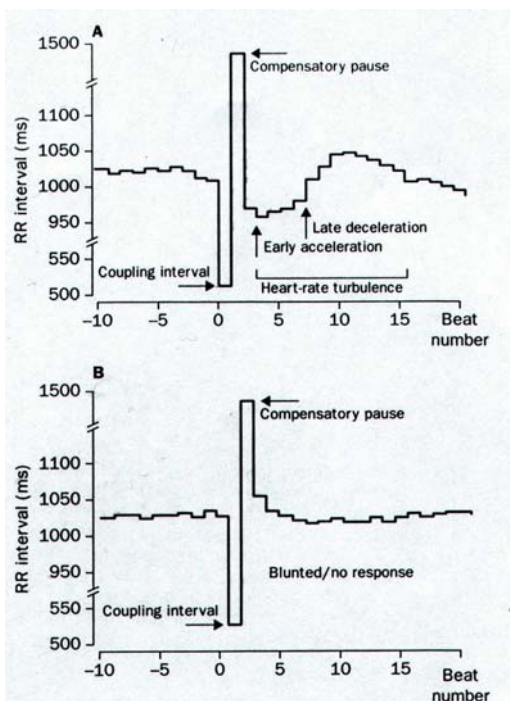 A
1500
Compensatory pause
1100
1050
1000
950
RR interval (ms)
Late deceleration
Early acceleration
550
Coupling interval
500
Heart-rate turbulence
-10 -5 0 5 10 15 Beat
number
B
1500
Compensatory pause
1100
1050
1000
950
RR interval (ms)
Blunted/no response
550
Coupling interval
500
-10 -5 0 5 10 15 Beat
number